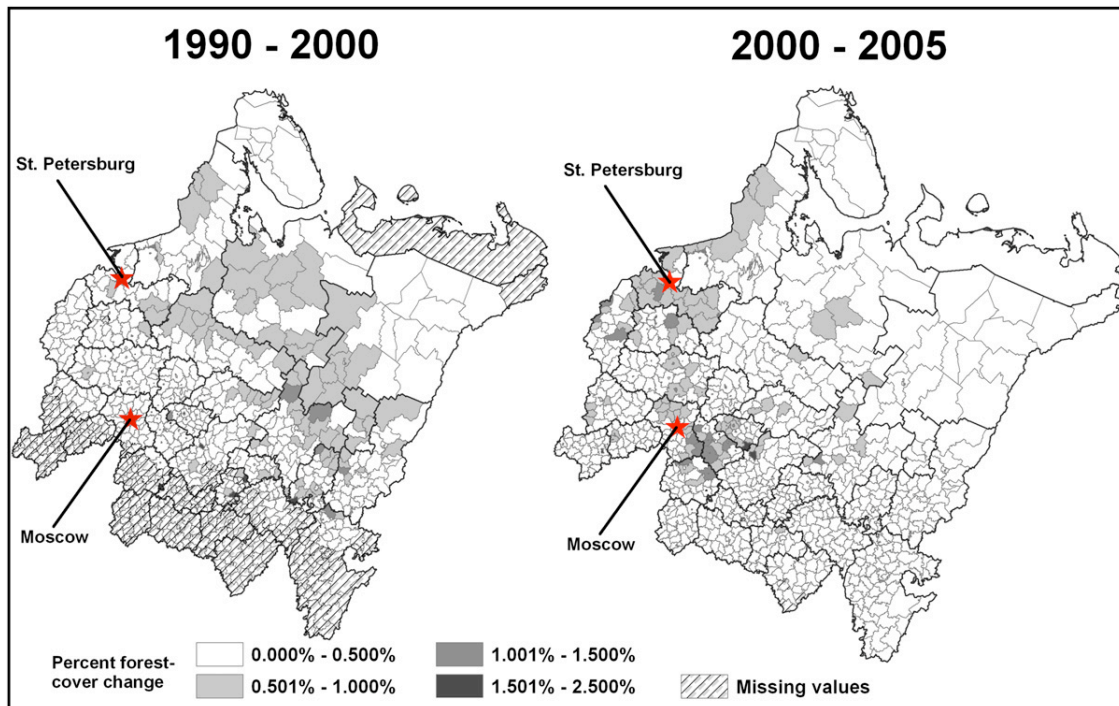 1990 - 2000
2000 - 2005
St. Petersburg
St. Petersburg
Moscow
Moscow
Percent forest-
cover change
0.000% - 0.500%
0.501% - 1.000%
1.001% - 1.500%
1.501% - 2.500%
Missing values